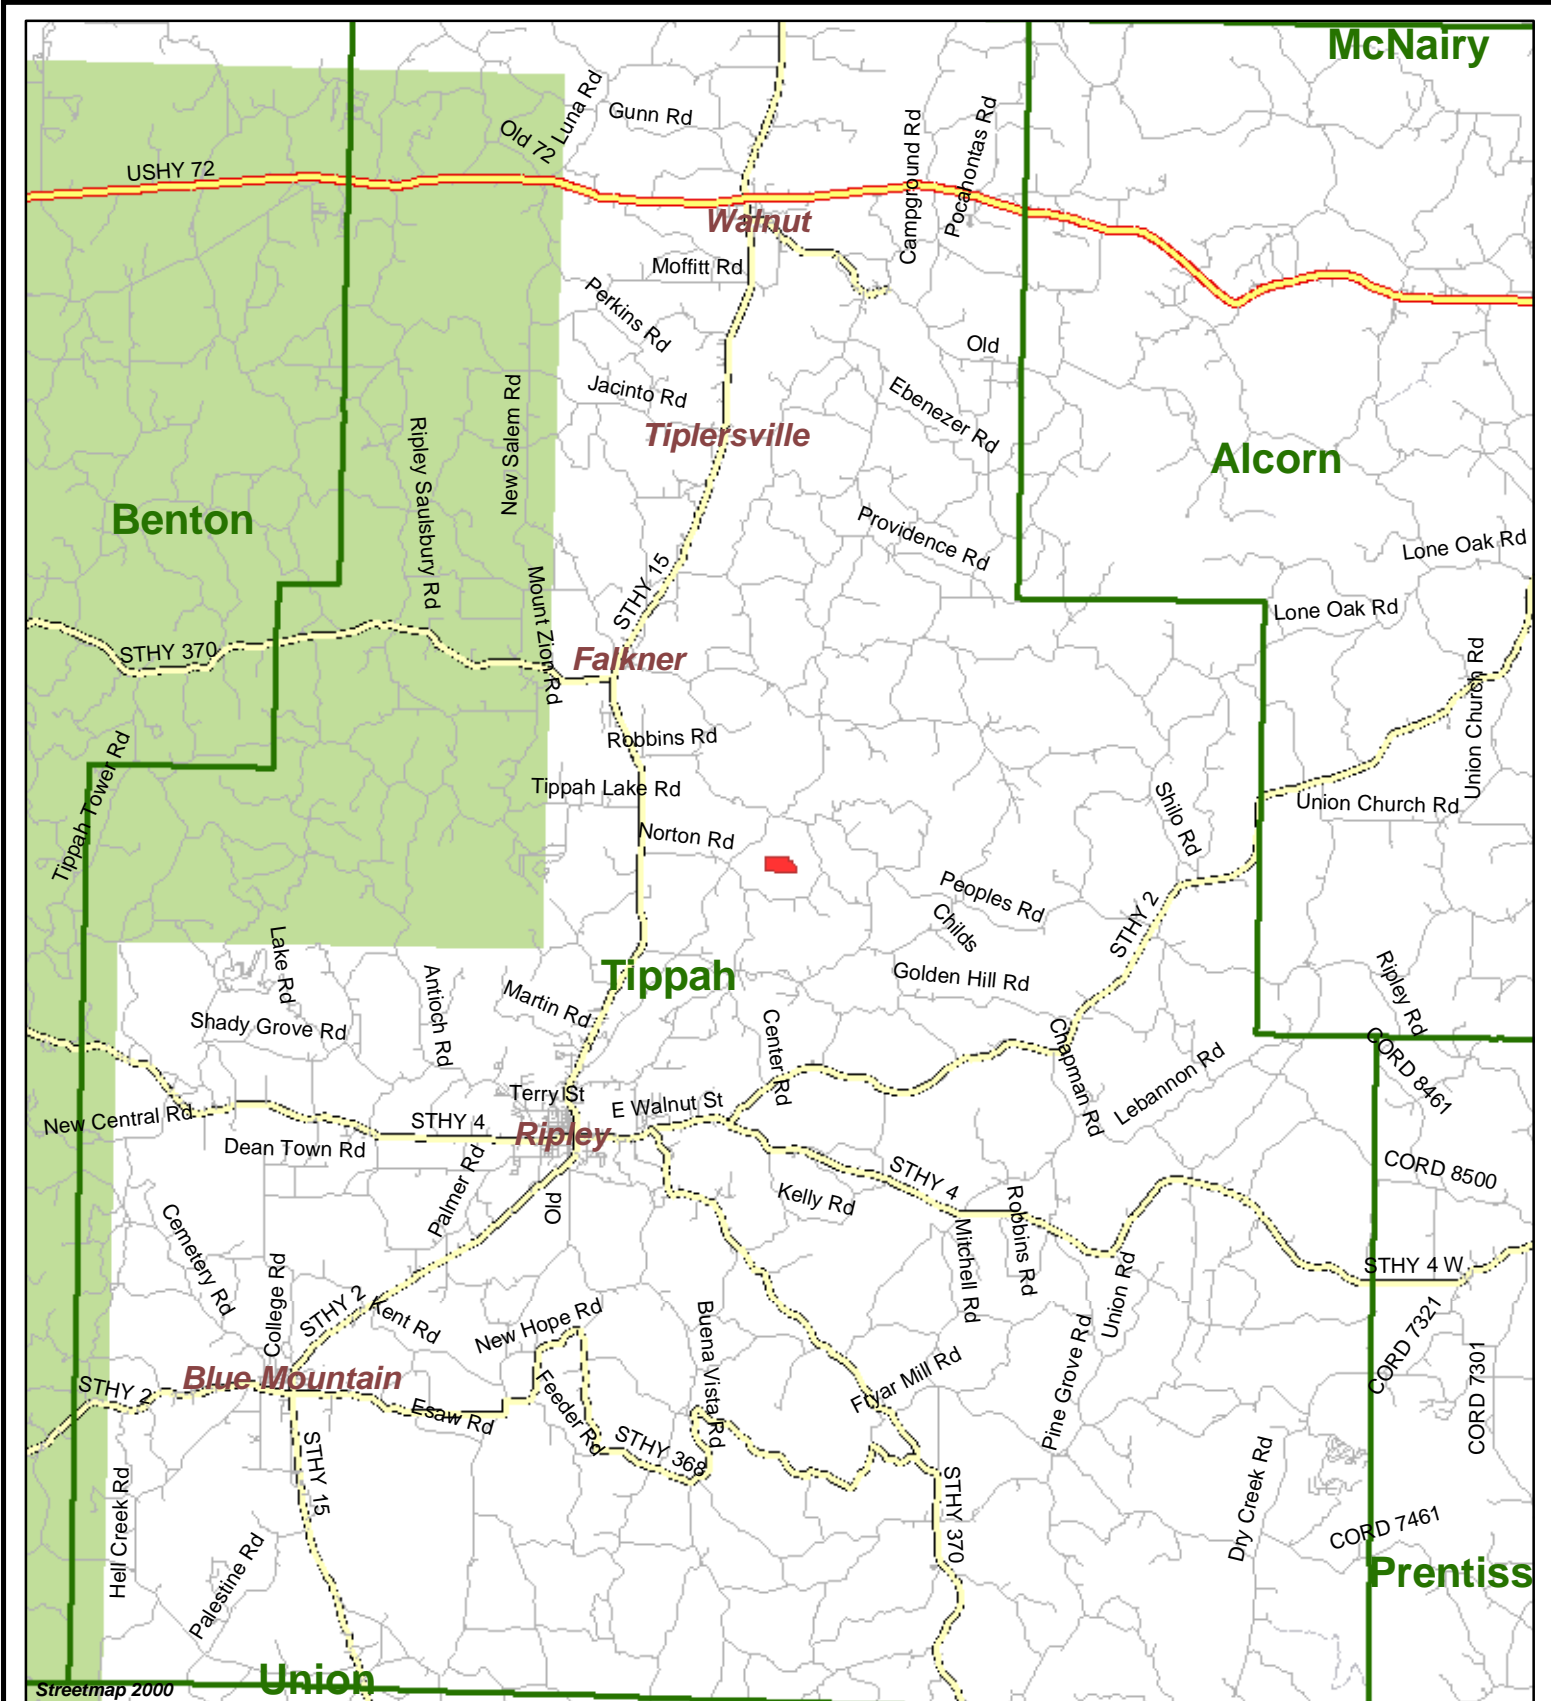 McNairy
Luna Rd
Gunn Rd
Old 72
Campground Rd
Pocahontas Rd
USHY 72
Walnut
Moffitt Rd
Perkins Rd
Old
Jacinto Rd
Ebenezer Rd
New Salem Rd
Ripley Saulsbury Rd
Tiplersville
Alcorn
Benton
Providence Rd
Lone Oak Rd
STHY 15
Mount Zion Rd
Lone Oak Rd
STHY 370
Falkner
Union Church Rd
Robbins Rd
Tippah Tower Rd
Tippah Lake Rd
Shilo Rd
Union Church Rd
Norton Rd
Peoples Rd
Childs
STHY 2
Lake Rd
Antioch Rd
Tippah
Golden Hill Rd
Ripley Rd
Martin Rd
Shady Grove Rd
Center Rd
Chapman Rd
Lebannon Rd
CORD 8461
Terry St
E Walnut St
New Central Rd
STHY 4
Ripley
Dean Town Rd
Palmer Rd
STHY 4
CORD 8500
Kelly Rd
Old
Robbins Rd
Mitchell Rd
Cemetery Rd
College Rd
Union Rd
STHY 4 W
STHY 2
Kent Rd
New Hope Rd
Buena Vista Rd
Pine Grove Rd
CORD 7321
CORD 7301
Blue Mountain
STHY 2
Fryar Mill Rd
Esaw Rd
Feeder Rd
STHY 368
STHY 15
Hell Creek Rd
STHY 370
Dry Creek Rd
CORD 7461
Palestine Rd
Prentiss
Union
Streetmap 2000